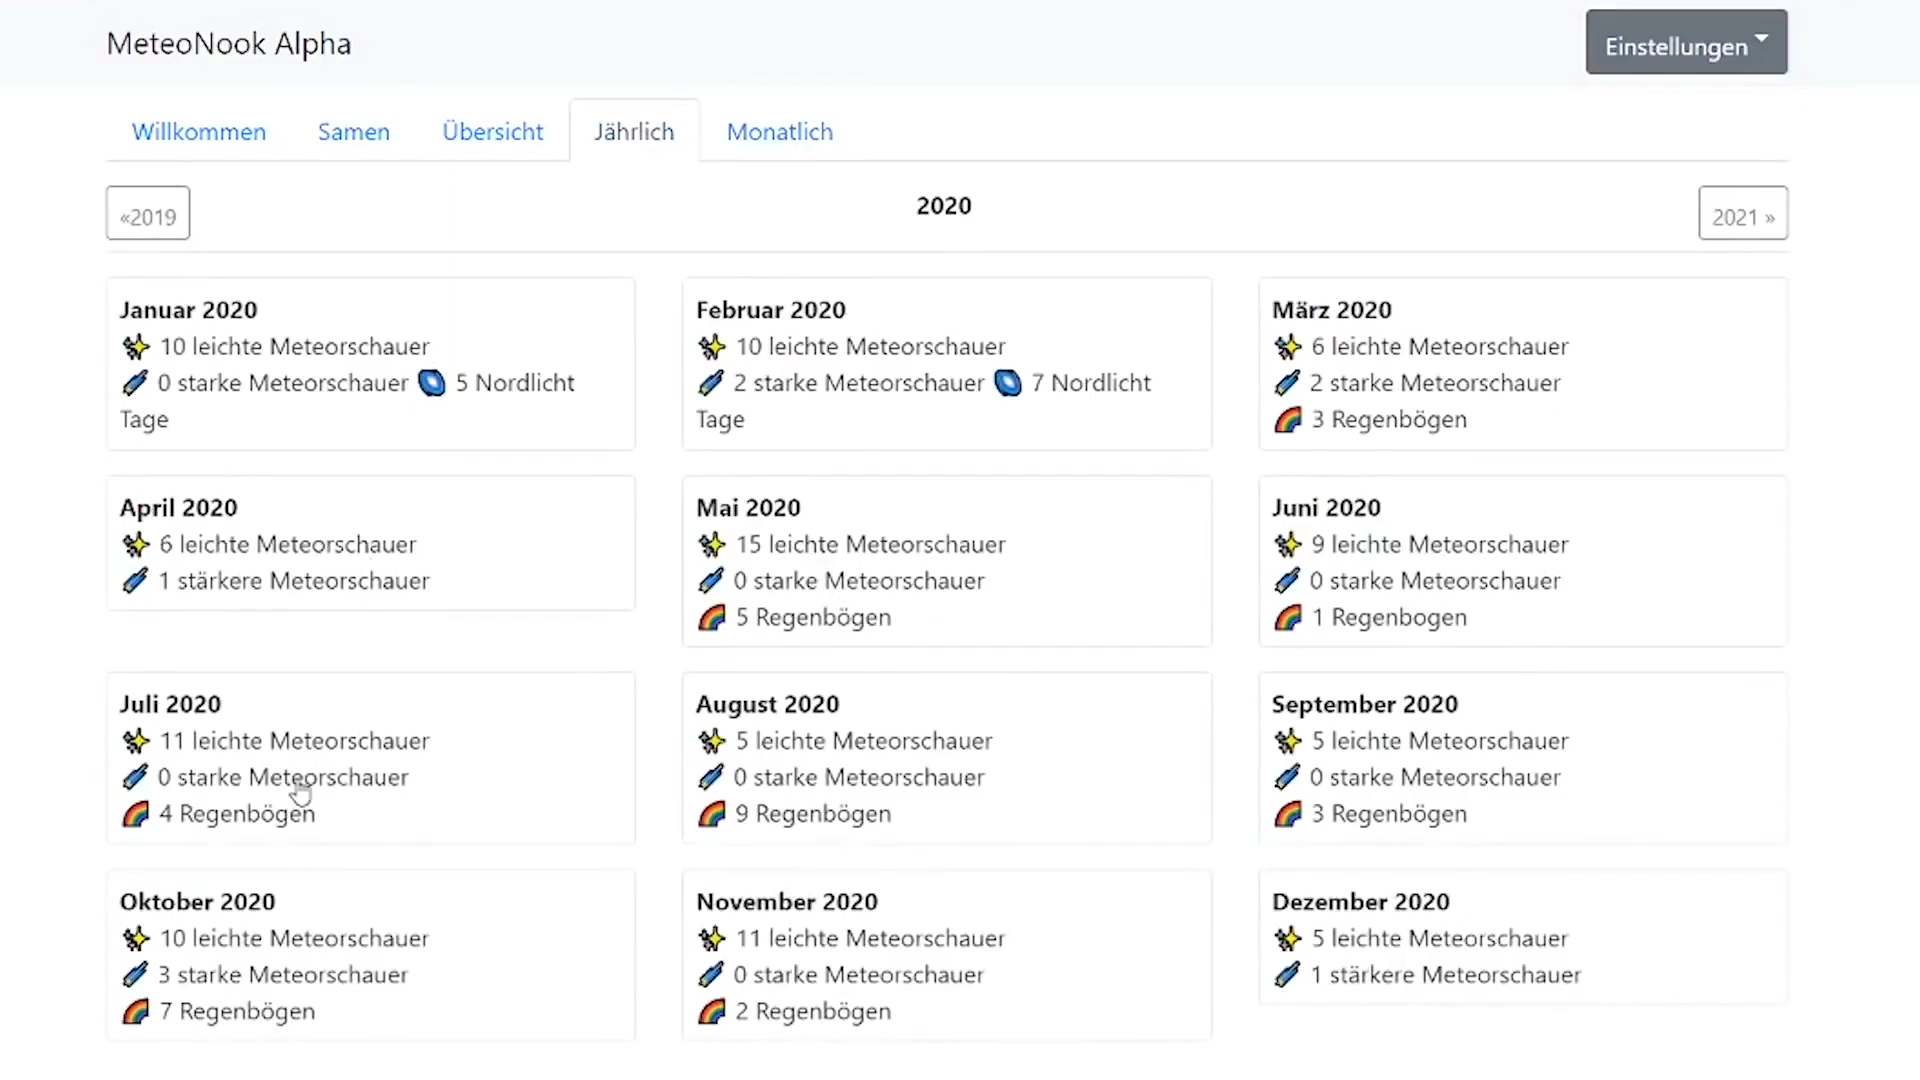 MeteoNook Alpha
Einstellungen
Willkommen
Samen
Übersicht
Jährlich
Monatlich
«2019
2020
2021 »
Januar 2020
10 leichte Meteorschauer
0 starke Meteorschauer 5 Nordlicht
Tage
Februar 2020
10 leichte Meteorschauer
2 starke Meteorschauer 7 Nordlicht
Tage
März 2020
6 leichte Meteorschauer
2 starke Meteorschauer
3 Regenbögen
April 2020
6 leichte Meteorschauer
1 stärkere Meteorschauer
Mai 2020
15 leichte Meteorschauer
0 starke Meteorschauer
5 Regenbögen
Juni 2020
9 leichte Meteorschauer
0 starke Meteorschauer
1 Regenbogen
Juli 2020
11 leichte Meteorschauer
0 starke Meteorschauer
4 Regenbögen
August 2020
5 leichte Meteorschauer
0 starke Meteorschauer
9 Regenbögen
September 2020
5 leichte Meteorschauer
0 starke Meteorschauer
3 Regenbögen
Oktober 2020
10 leichte Meteorschauer
3 starke Meteorschauer
7 Regenbögen
November 2020
11 leichte Meteorschauer
0 starke Meteorschauer
2 Regenbögen
Dezember 2020
5 leichte Meteorschauer
1 stärkere Meteorschauer